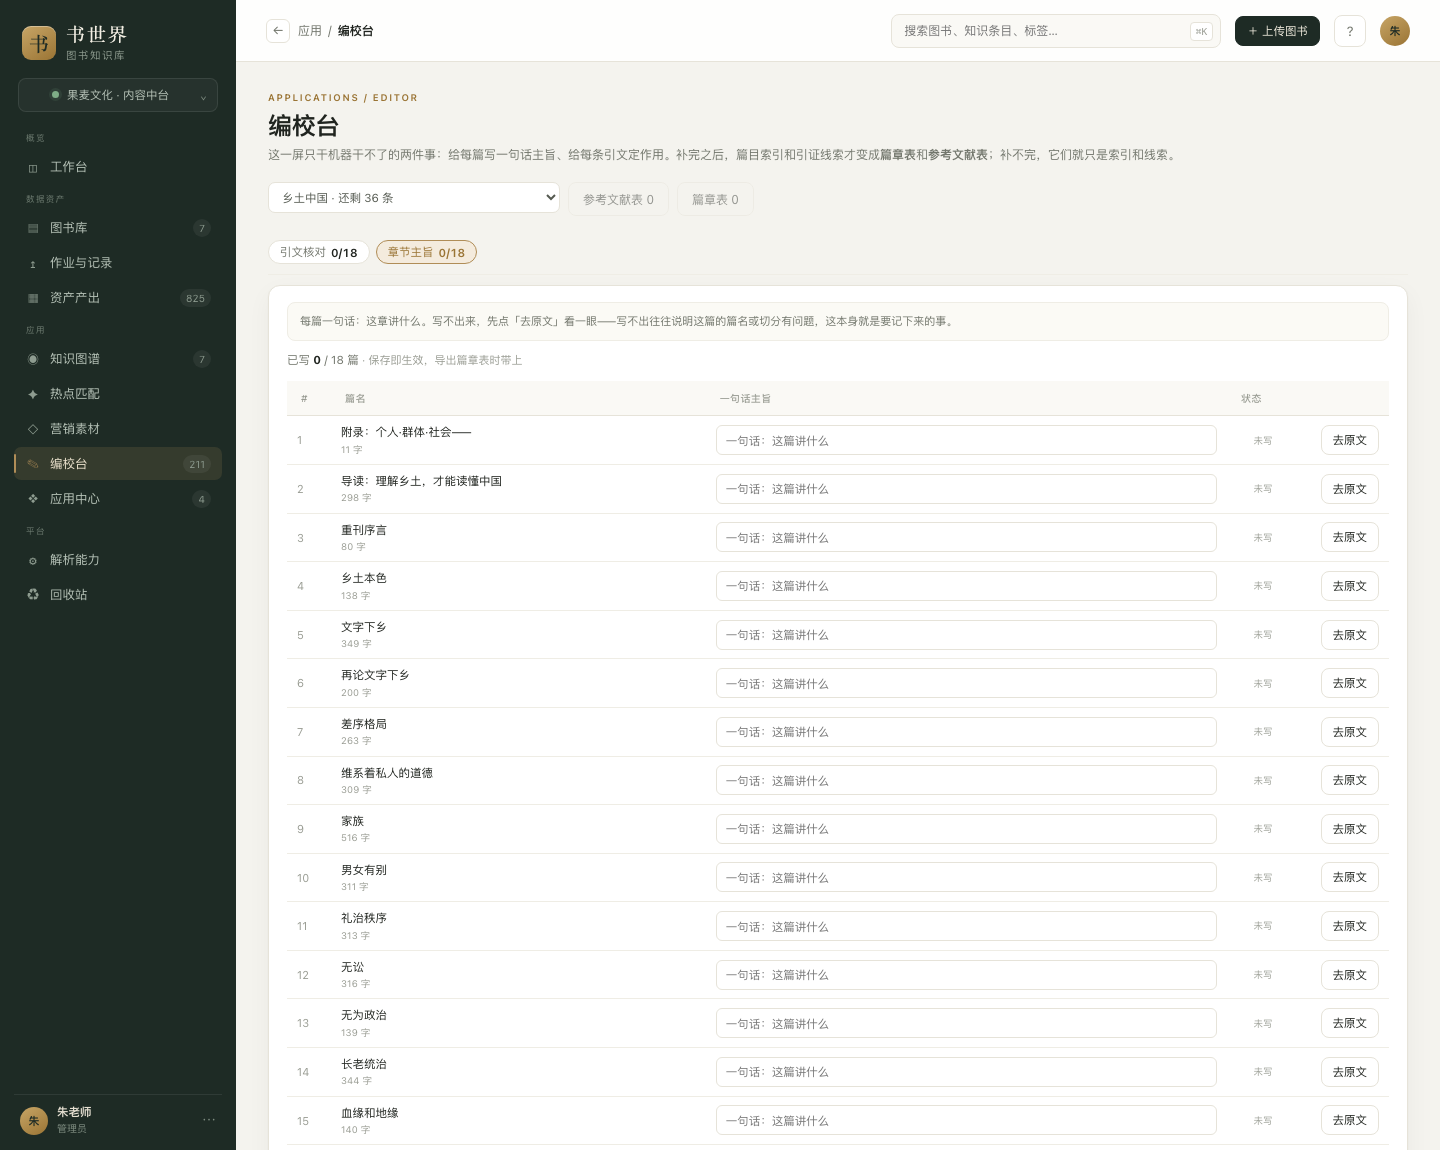 书 书世界
图书知识库
果麦文化 · 内容中台
概览
工作台
数据资产
图书库 7
作业与记录
资产产出 825
应用
知识图谱 7
热点匹配
营销素材
编校台 211
应用中心 4
平台
解析能力
回收站
朱 朱老师
管理员
← 应用 / 编校台
搜索图书、知识条目、标签… ⌘K
＋ 上传图书
?
朱
APPLICATIONS / EDITOR
编校台
这一屏只干机器干不了的两件事：给每篇写一句话主旨、给每条引文定作用。补完之后，篇目索引和引证线索才变成篇章表和参考文献表；补不完，它们就只是索引和线索。
乡土中国 · 还剩 36 条 参考文献表 0 篇章表 0
引文核对 0/18 章节主旨 0/18
每篇一句话：这章讲什么。写不出来，先点「去原文」看一眼——写不出往往说明这篇的篇名或切分有问题，这本身就是要记下来的事。
已写 0 / 18 篇 · 保存即生效，导出篇章表时带上
# 篇名 一句话主旨 状态
1 附录：个人·群体·社会—— 一句话：这篇讲什么 未写 去原文
11 字
2 导读：理解乡土，才能读懂中国 一句话：这篇讲什么 未写 去原文
298 字
3 重刊序言 一句话：这篇讲什么 未写 去原文
80 字
4 乡土本色 一句话：这篇讲什么 未写 去原文
138 字
5 文字下乡 一句话：这篇讲什么 未写 去原文
349 字
6 再论文字下乡 一句话：这篇讲什么 未写 去原文
200 字
7 差序格局 一句话：这篇讲什么 未写 去原文
263 字
8 维系着私人的道德 一句话：这篇讲什么 未写 去原文
309 字
9 家族 一句话：这篇讲什么 未写 去原文
516 字
10 男女有别 一句话：这篇讲什么 未写 去原文
311 字
11 礼治秩序 一句话：这篇讲什么 未写 去原文
313 字
12 无讼 一句话：这篇讲什么 未写 去原文
316 字
13 无为政治 一句话：这篇讲什么 未写 去原文
139 字
14 长老统治 一句话：这篇讲什么 未写 去原文
344 字
15 血缘和地缘 一句话：这篇讲什么 未写 去原文
140 字